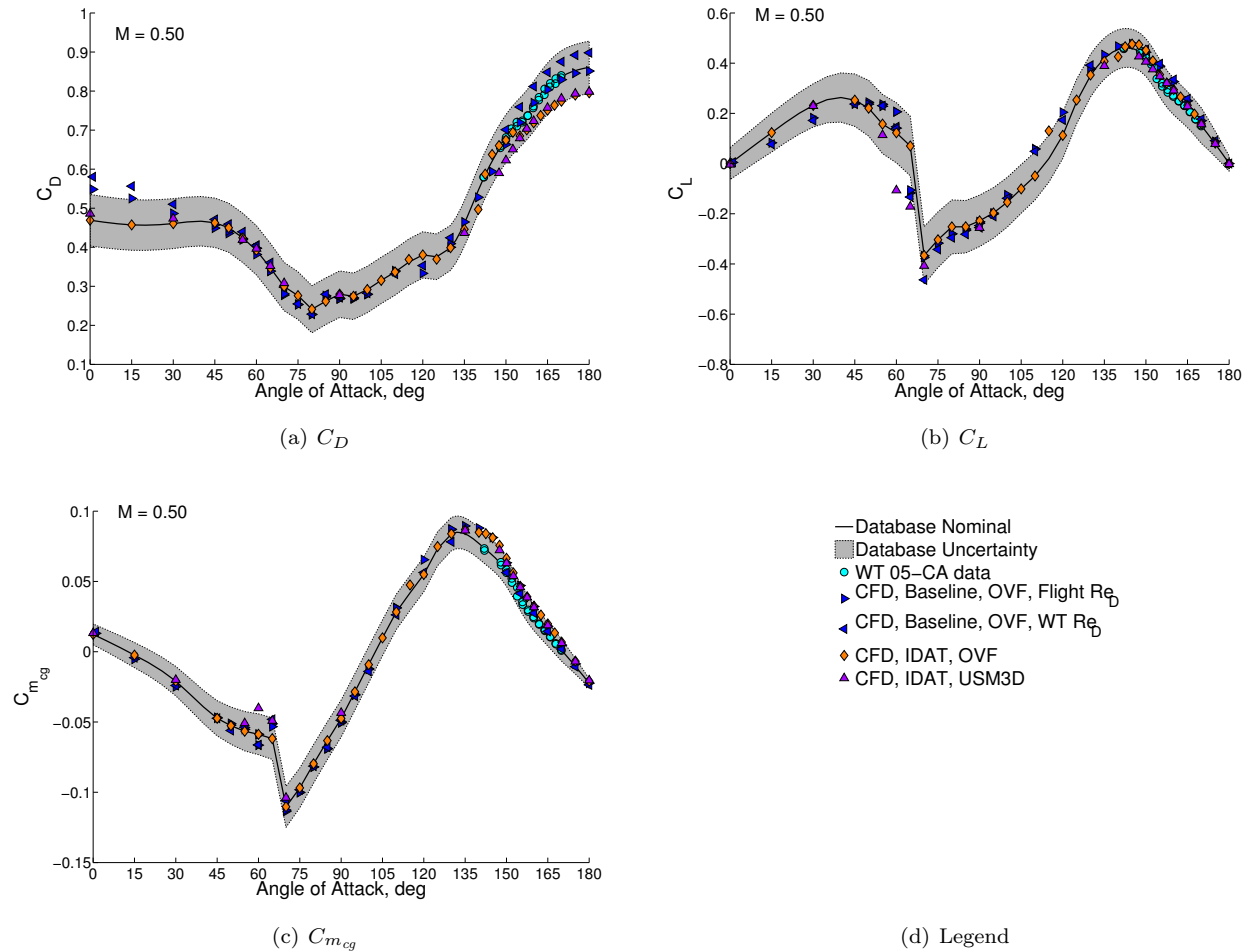 M = 0.50
C_D
1
0.9
0.8
0.7
0.6
0.5
0.4
0.3
0.2
0.1
0 15 30 45 60 75 90 105 120 135 150 165 180
Angle of Attack, deg
(a) C_D
M = 0.50
C_L
0.6
0.4
0.2
0
−0.2
−0.4
−0.6
−0.8
0 15 30 45 60 75 90 105 120 135 150 165 180
Angle of Attack, deg
(b) C_L
M = 0.50
C_{m_{cg}}
0.1
0.05
0
−0.05
−0.1
−0.15
0 15 30 45 60 75 90 105 120 135 150 165 180
Angle of Attack, deg
(c) C_{m_{cg}}
Database Nominal
Database Uncertainty
WT 05−CA data
CFD, Baseline, OVF, Flight Re_D
CFD, Baseline, OVF, WT Re_D
CFD, IDAT, OVF
CFD, IDAT, USM3D
(d) Legend